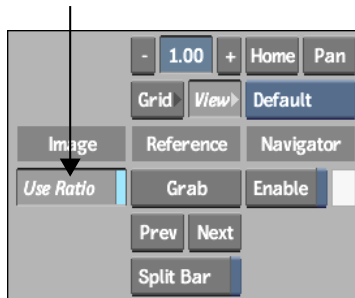 - 1.00 + Home Pan
Grid View Default
Image Reference Navigator
Use Ratio Grab Enable
Prev Next
Split Bar